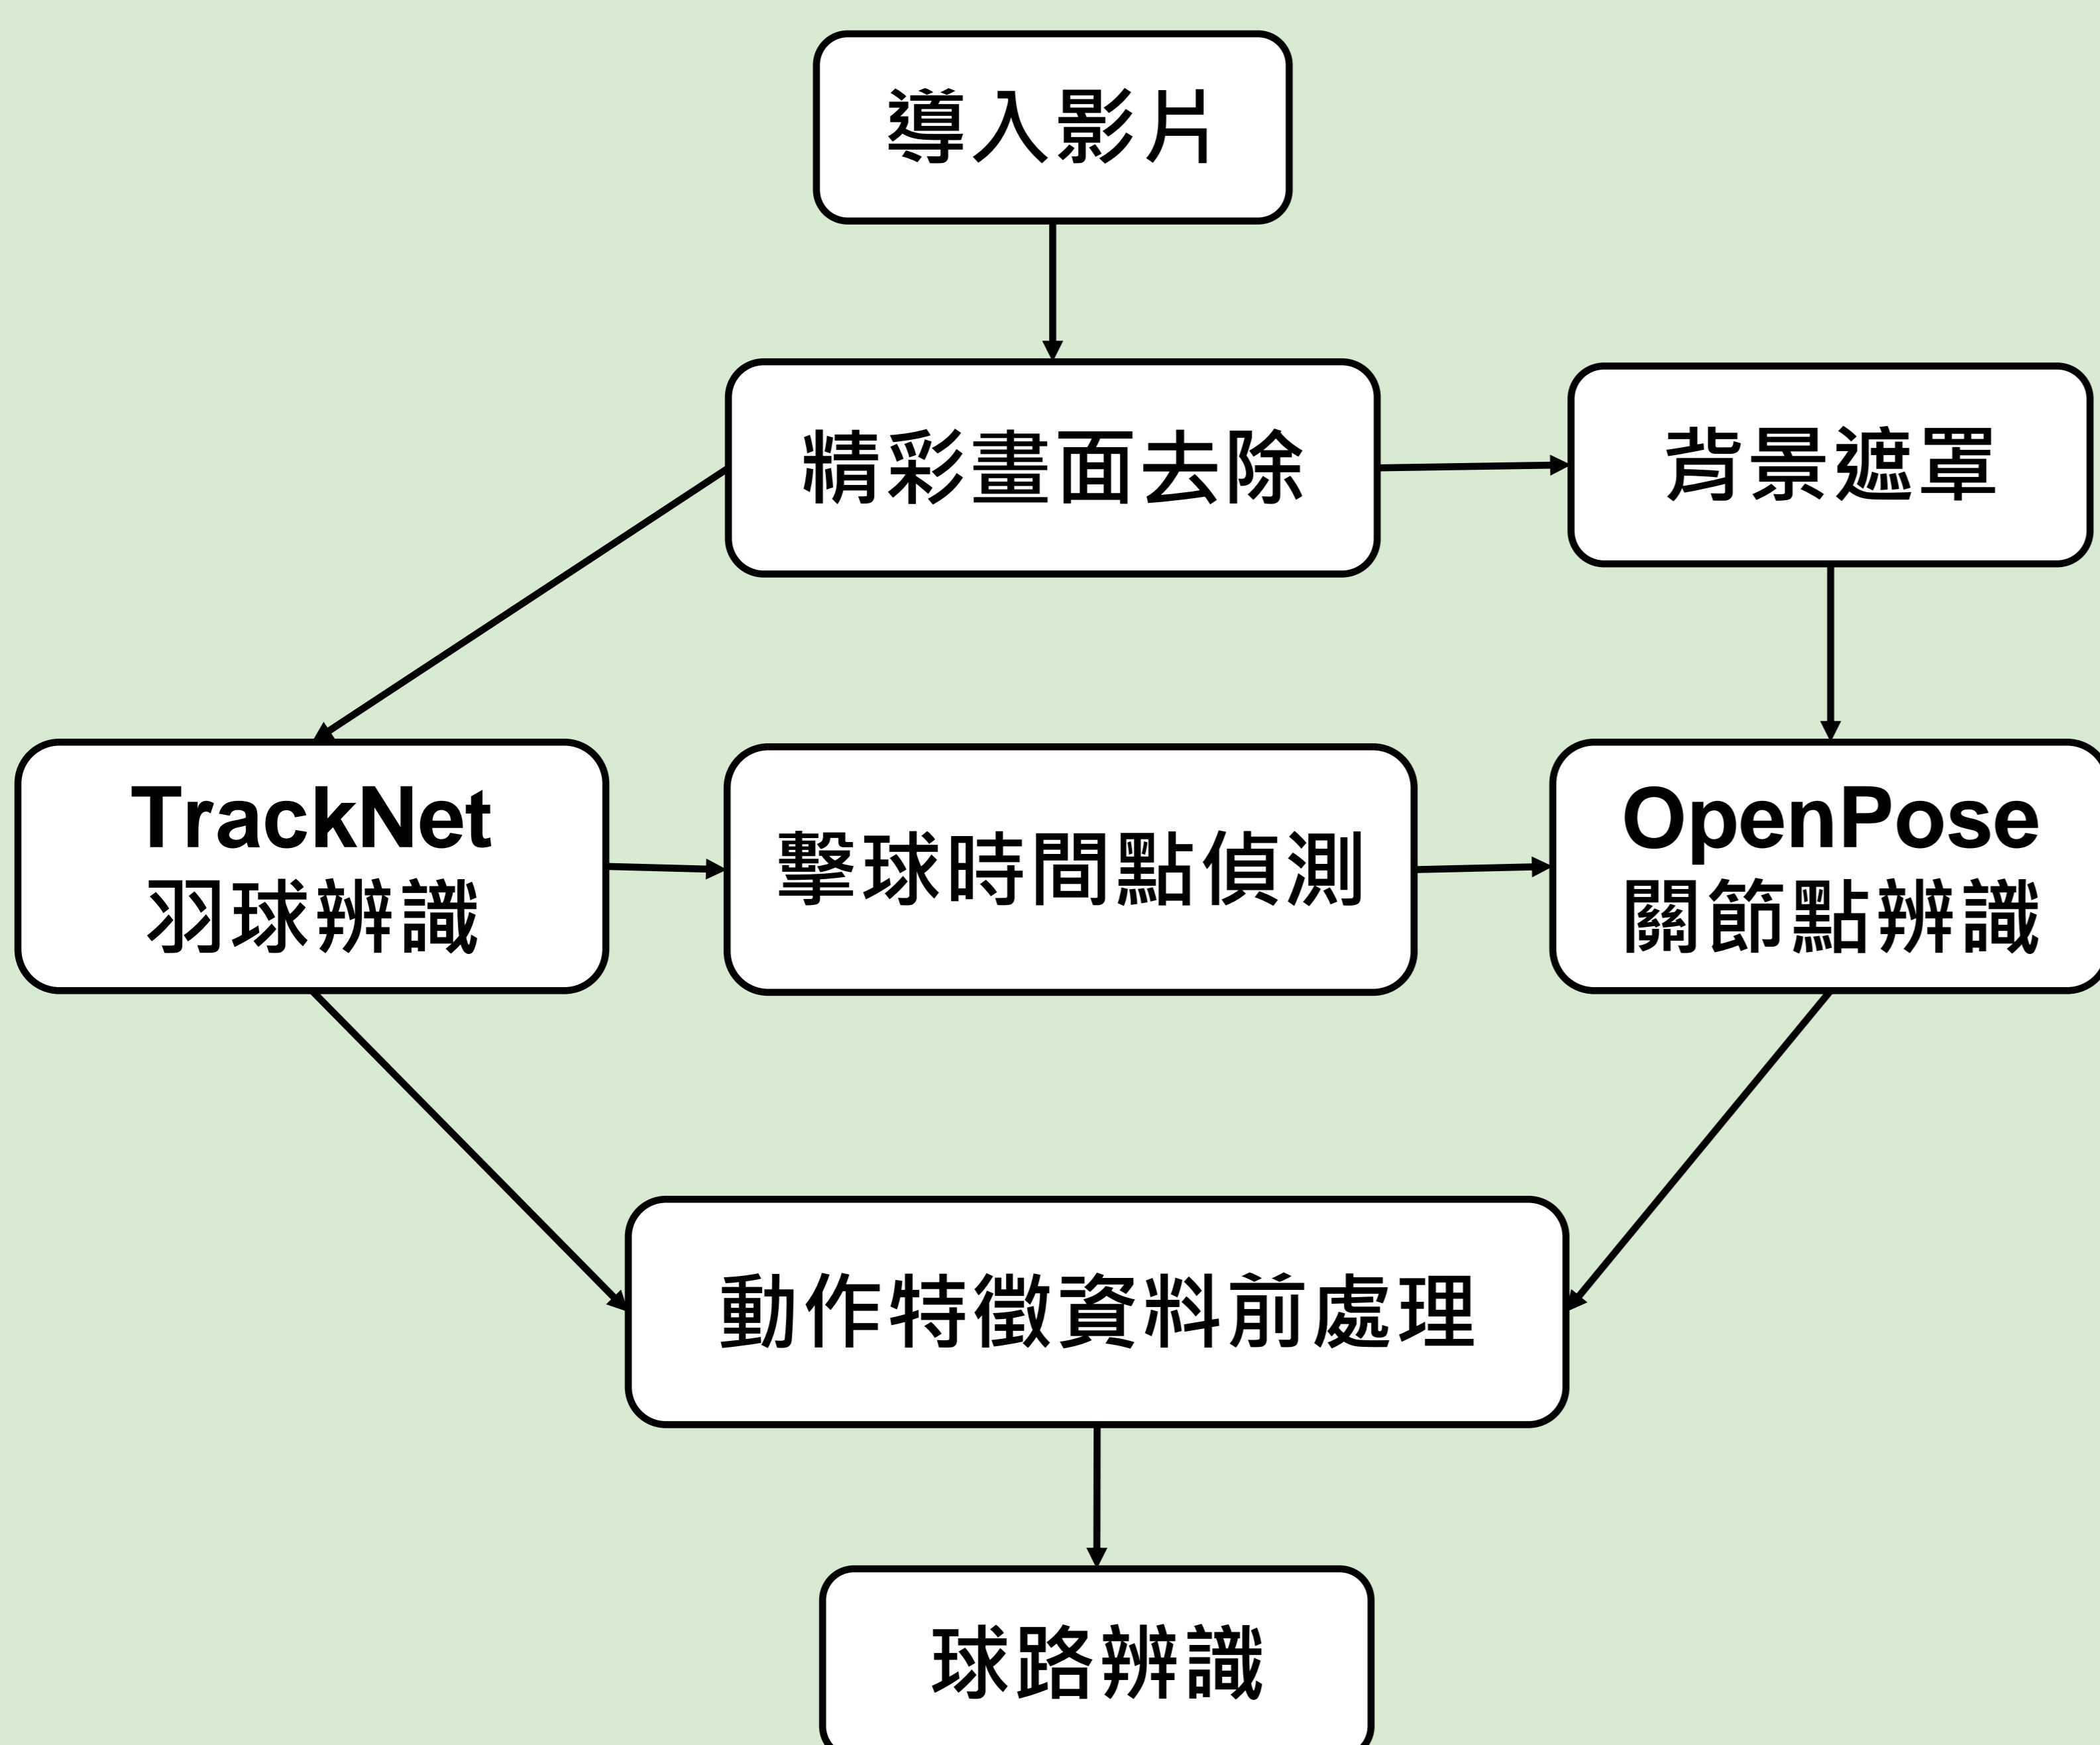 導入影片
精彩畫面去除
背景遮罩
TrackNet
羽球辨識
擊球時間點偵測
OpenPose
關節點辨識
動作特徵資料前處理
球路辨識